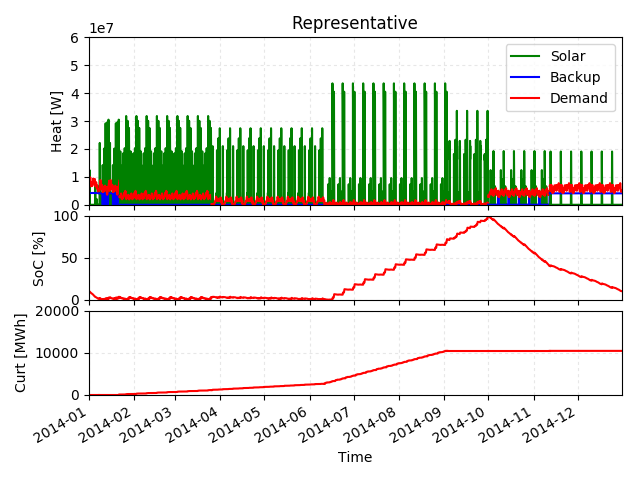 Representative
1e7
6
5
4
3
2
1
0
Heat [W]
Solar
Backup
Demand
100
50
0
SoC [%]
20000
10000
0
Curt [MWh]
2014-01
2014-02
2014-03
2014-04
2014-05
2014-06
2014-07
2014-08
2014-09
2014-10
2014-11
2014-12
Time